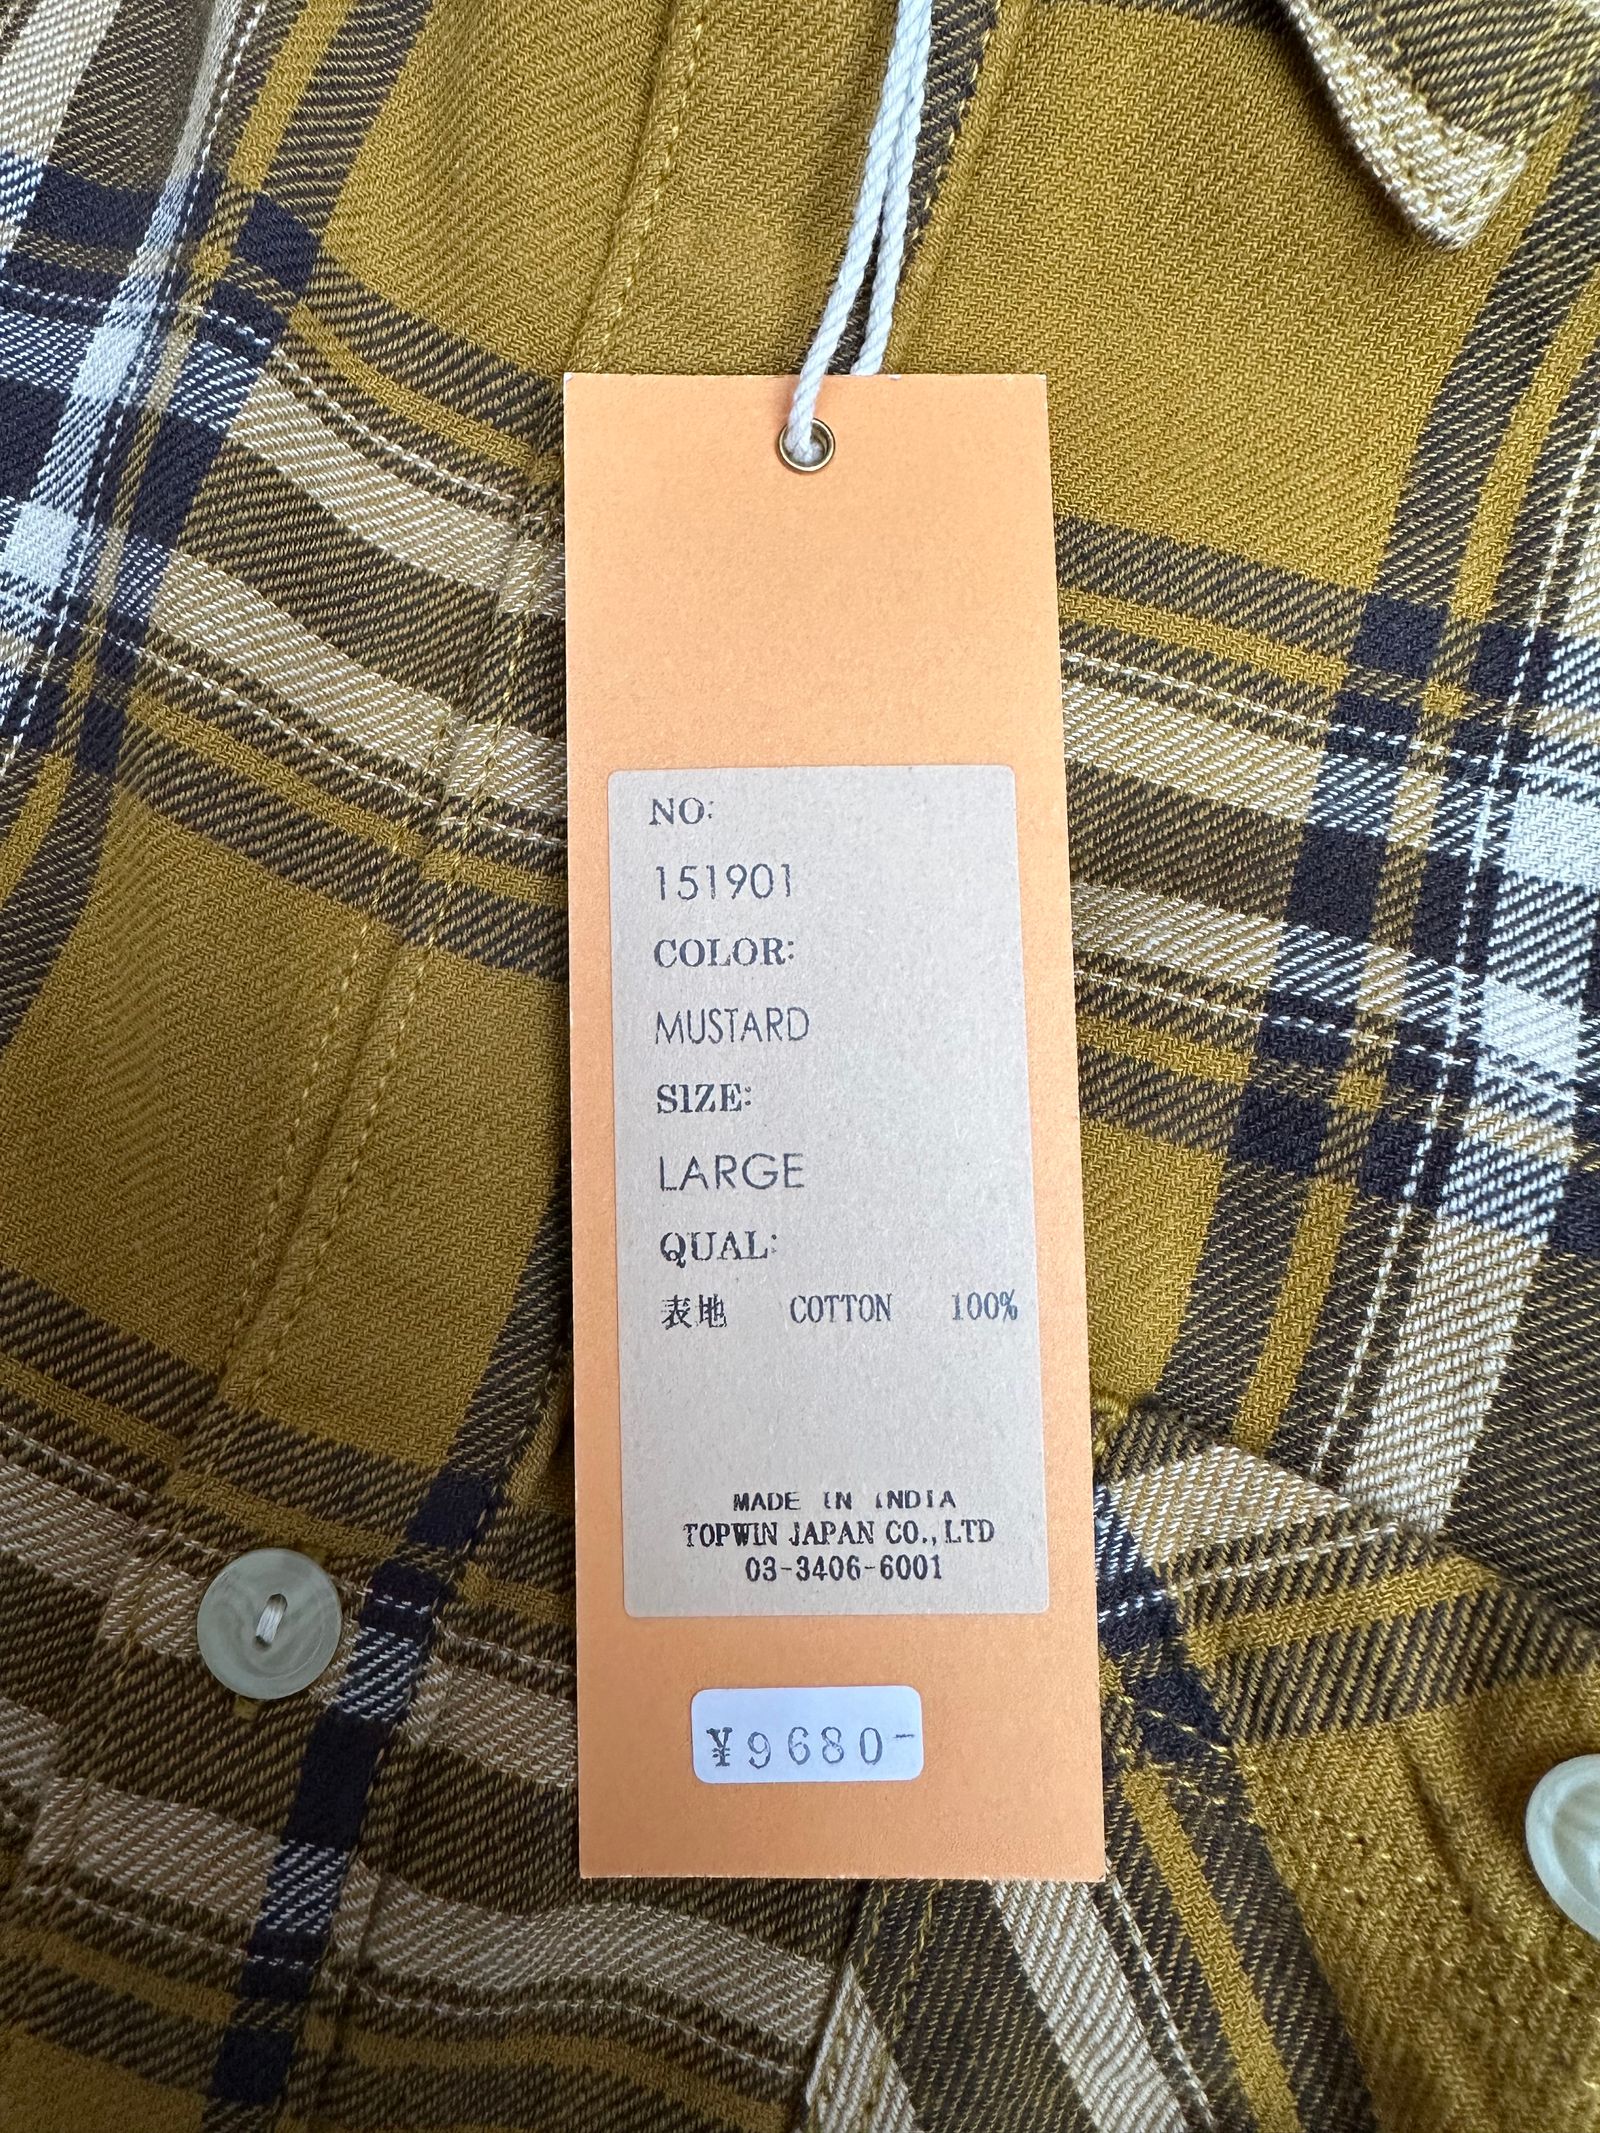 NO:
151901
COLOR:
MUSTARD
SIZE:
LARGE
QUAL:
表地 COTTON 100%
MADE IN INDIA
TOPWIN JAPAN CO.,LTD
03-3406-6001
¥9680-